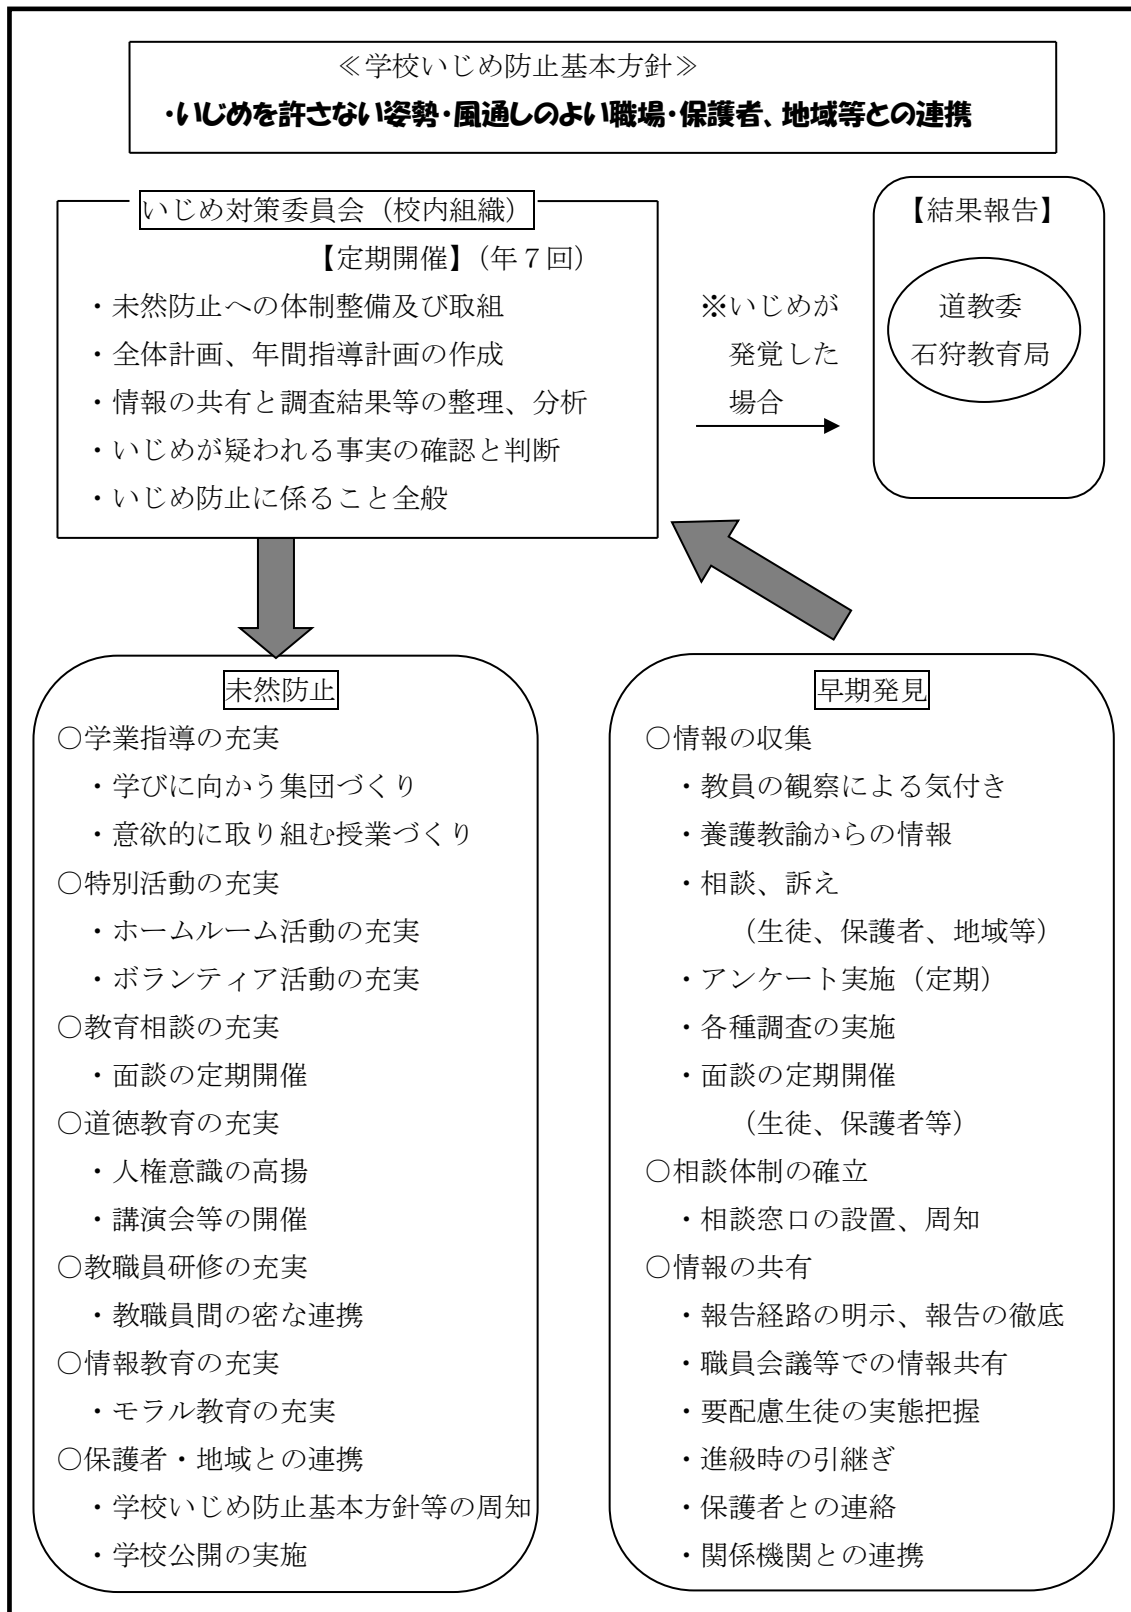 ≪学校いじめ防止基本方針≫
・いじめを許さない姿勢・風通しのよい職場・保護者、地域等との連携
いじめ対策委員会（校内組織）
【定期開催】（年７回）
・未然防止への体制整備及び取組
・全体計画、年間指導計画の作成
・情報の共有と調査結果等の整理、分析
・いじめが疑われる事実の確認と判断
・いじめ防止に係ること全般
※いじめが
発覚した
場合
【結果報告】
道教委
石狩教育局
未然防止
○学業指導の充実
・学びに向かう集団づくり
・意欲的に取り組む授業づくり
○特別活動の充実
・ホームルーム活動の充実
・ボランティア活動の充実
○教育相談の充実
・面談の定期開催
○道徳教育の充実
・人権意識の高揚
・講演会等の開催
○教職員研修の充実
・教職員間の密な連携
○情報教育の充実
・モラル教育の充実
○保護者・地域との連携
・学校いじめ防止基本方針等の周知
・学校公開の実施
早期発見
○情報の収集
・教員の観察による気付き
・養護教諭からの情報
・相談、訴え
（生徒、保護者、地域等）
・アンケート実施（定期）
・各種調査の実施
・面談の定期開催
（生徒、保護者等）
○相談体制の確立
・相談窓口の設置、周知
○情報の共有
・報告経路の明示、報告の徹底
・職員会議等での情報共有
・要配慮生徒の実態把握
・進級時の引継ぎ
・保護者との連絡
・関係機関との連携